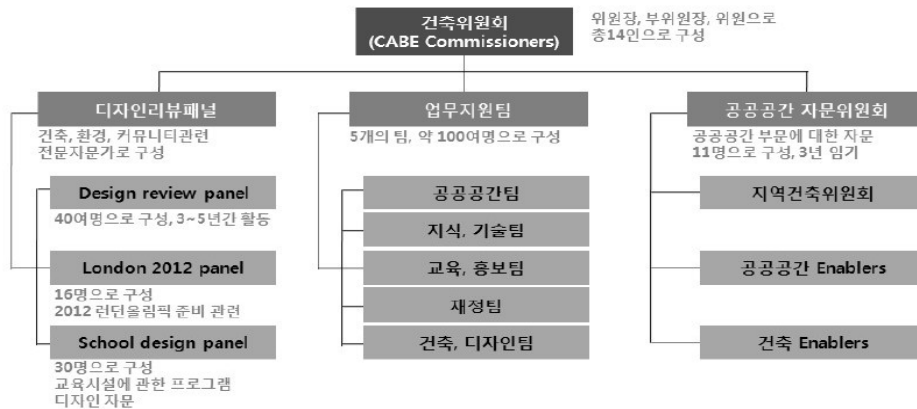 건축위원회
(CABE Commissioners)
위원장, 부위원장, 위원으로
총14인으로 구성
디자인리뷰패널
건축, 환경, 커뮤니티관련
전문자문가로 구성
Design review panel
40여명으로 구성, 3~5년간 활동
London 2012 panel
16명으로 구성
2012 런던올림픽 준비 관련
School design panel
30명으로 구성
교육시설에 관한 프로그램
디자인 자문
업무지원팀
5개의 팀, 약 100여명으로 구성
공공공간팀
지식, 기술팀
교육, 홍보팀
재정팀
건축, 디자인팀
공공공간 자문위원회
공공공간 부문에 대한 자문
11명으로 구성, 3년 임기
지역건축위원회
공공공간 Enablers
건축 Enablers